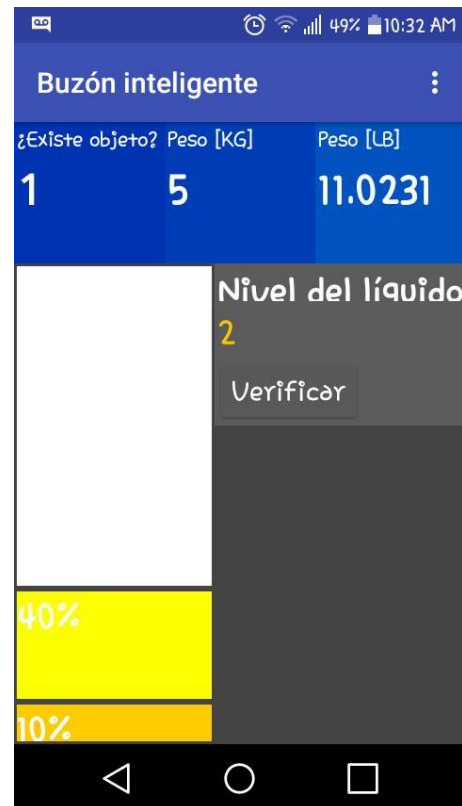 49% 10:32 AM
Buzón inteligente
¿Existe objeto? Peso [KG] Peso [LB]
1 5 11.0231
Nivel del líquido
2
Verificar
40%
10%